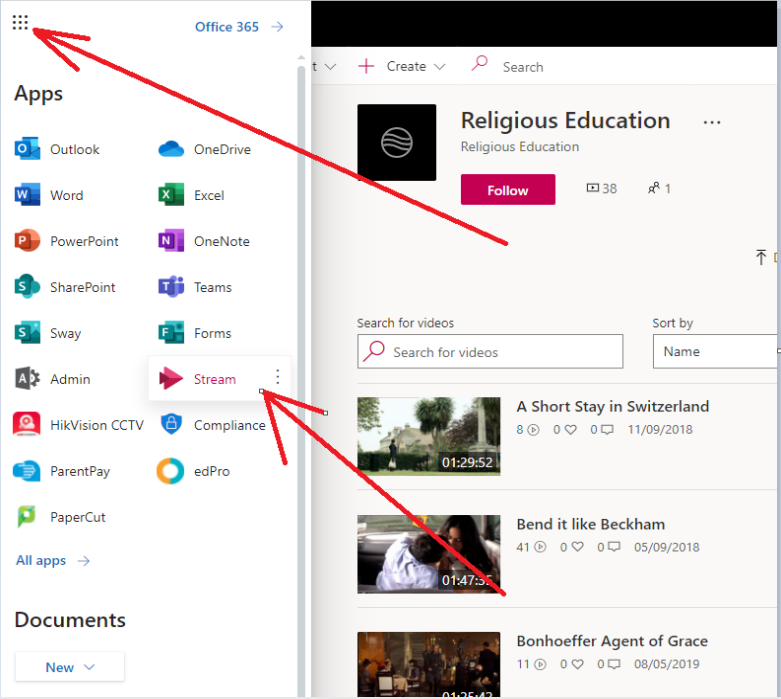 Office 365
Apps
Outlook
OneDrive
Word
Excel
PowerPoint
OneNote
SharePoint
Teams
Sway
Forms
Admin
Stream
HikVision CCTV
Compliance
ParentPay
edPro
PaperCut
All apps
Documents
New
Create
Search
Religious Education
Religious Education
Follow
38
1
Search for videos
Sort by
Search for videos
Name
A Short Stay in Switzerland
8 0 0 11/09/2018
01:29:52
Bend it like Beckham
41 0 0 05/09/2018
01:47:35
Bonhoeffer Agent of Grace
11 0 0 08/05/2019